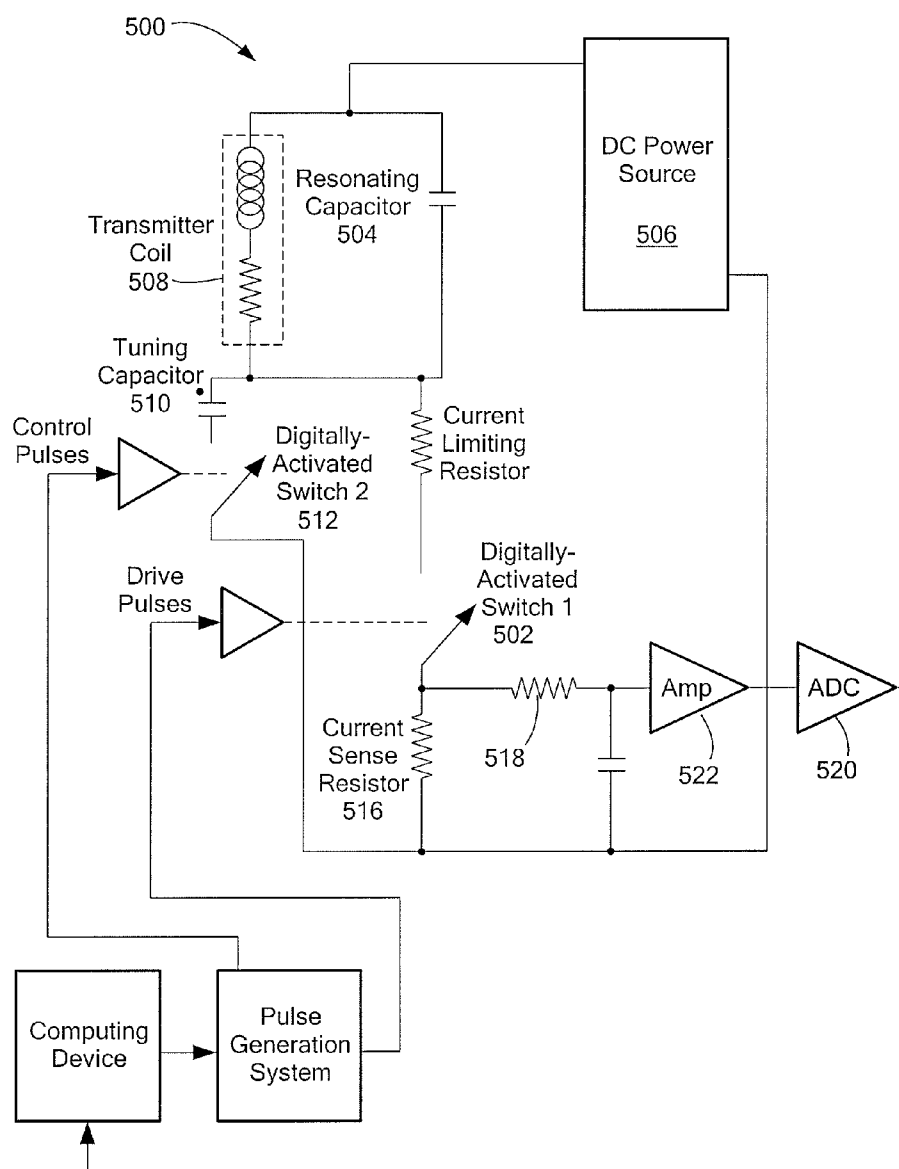 500
DC Power
Source
506
Resonating
Capacitor
504
Transmitter
Coil
508
Tuning
Capacitor
510
Control
Pulses
Digitally-
Activated
Switch 2
512
Current
Limiting
Resistor
Drive
Pulses
Digitally-
Activated
Switch 1
502
Current
Sense
Resistor
516
518
Amp
522
ADC
520
Computing
Device
Pulse
Generation
System